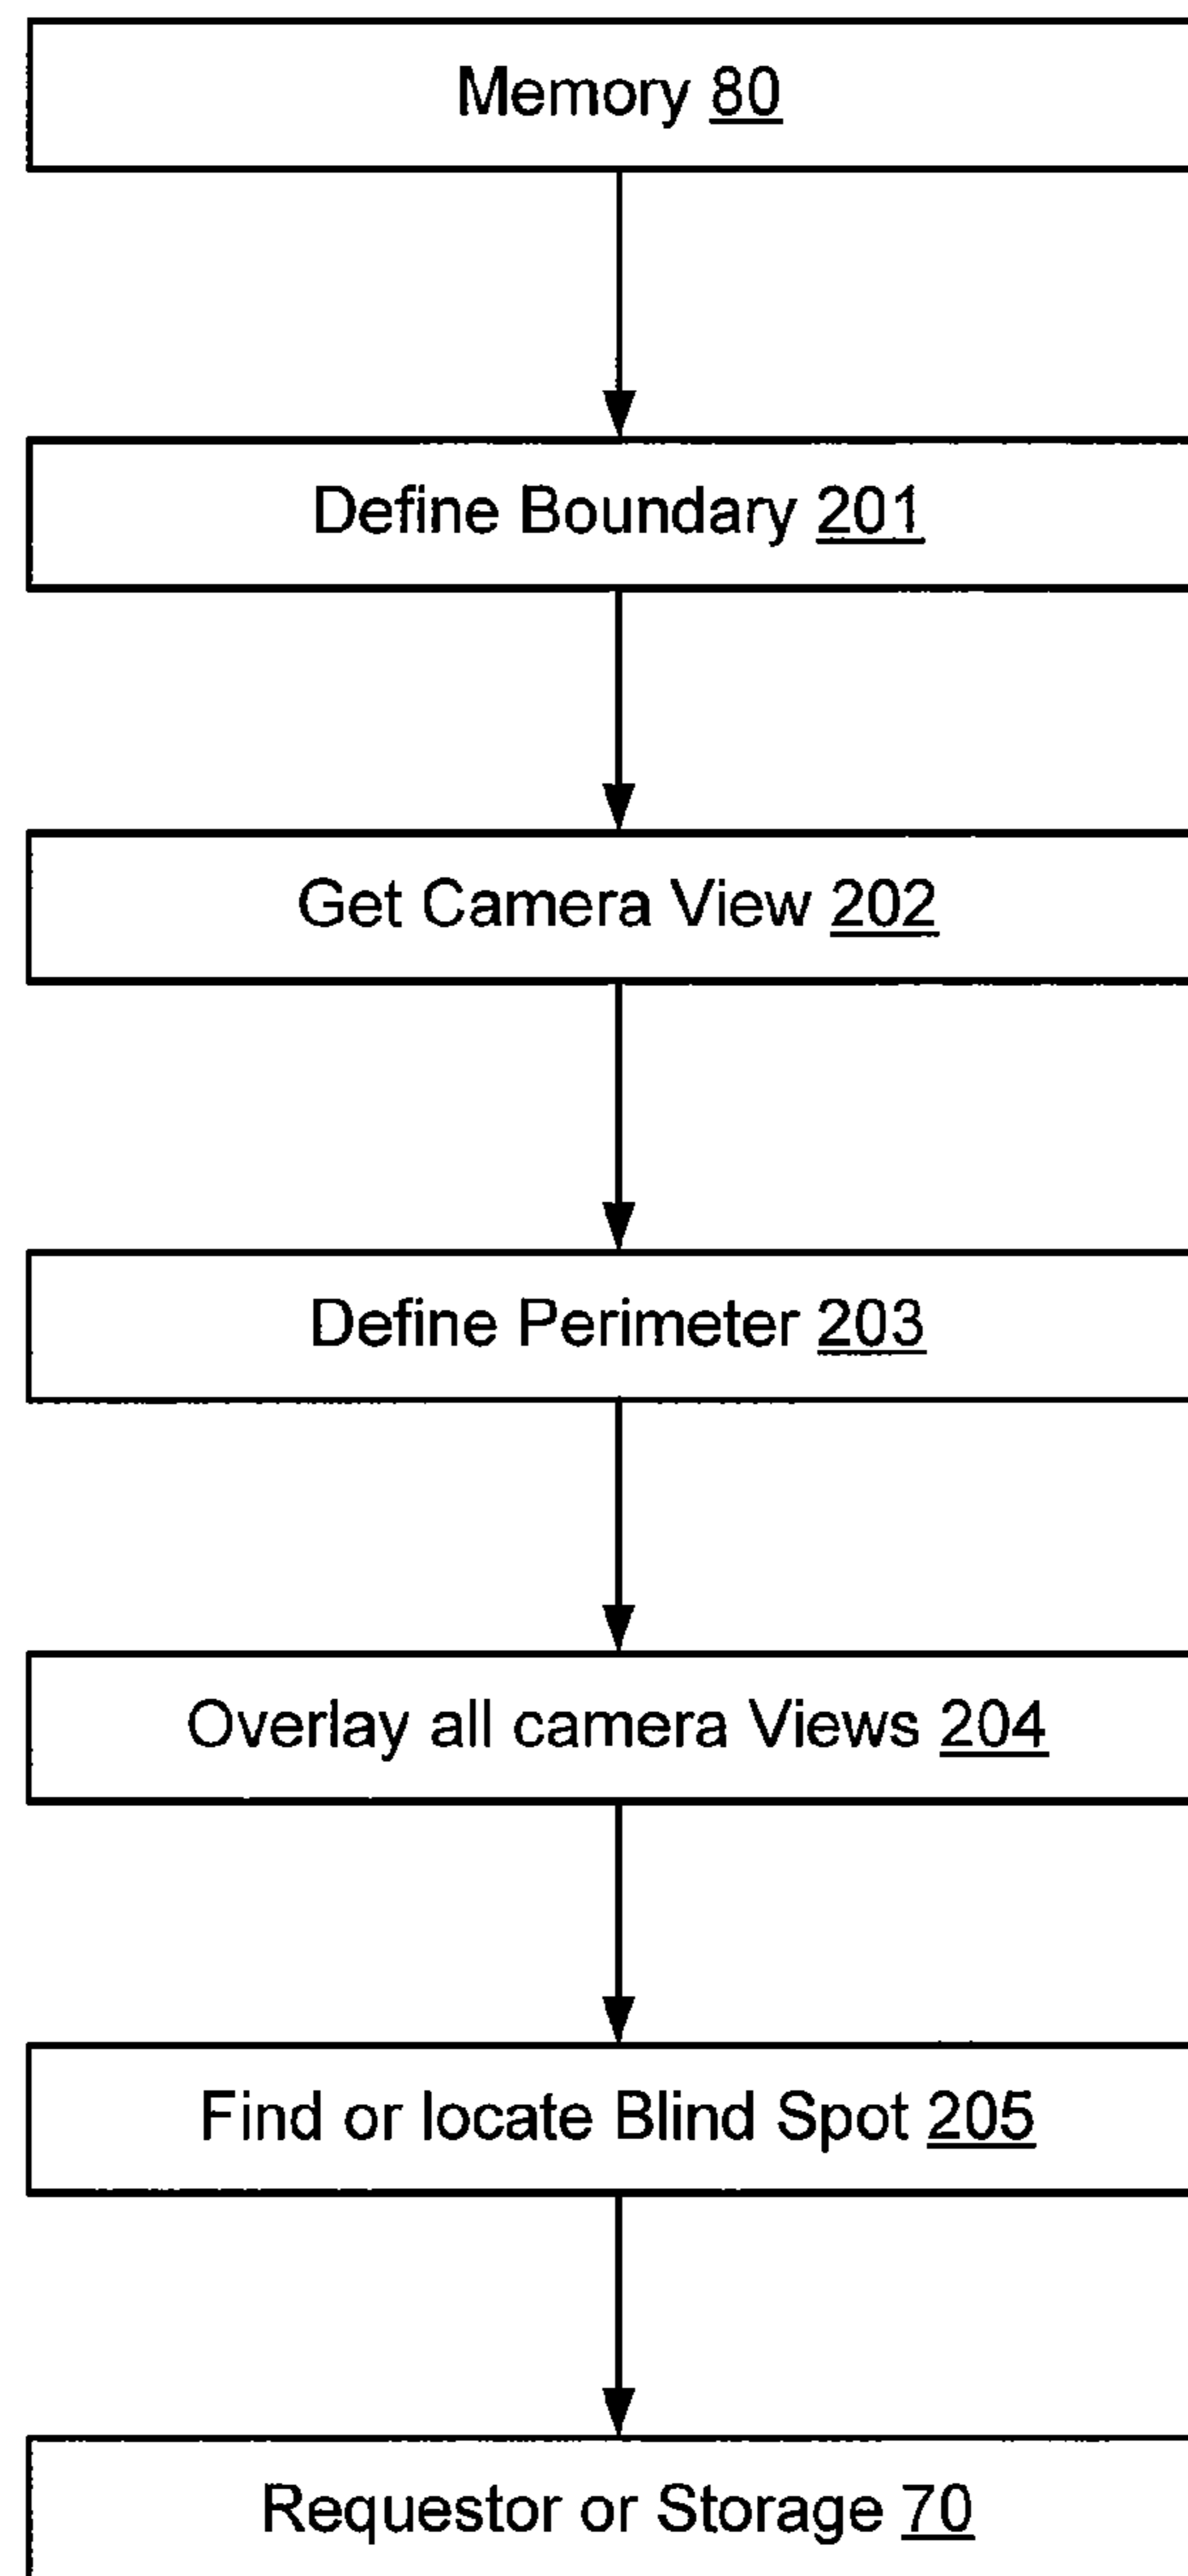 Memory 80
Define Boundary 201
Get Camera View 202
Define Perimeter 203
Overlay all camera Views 204
Find or locate Blind Spot 205
Requestor or Storage 70